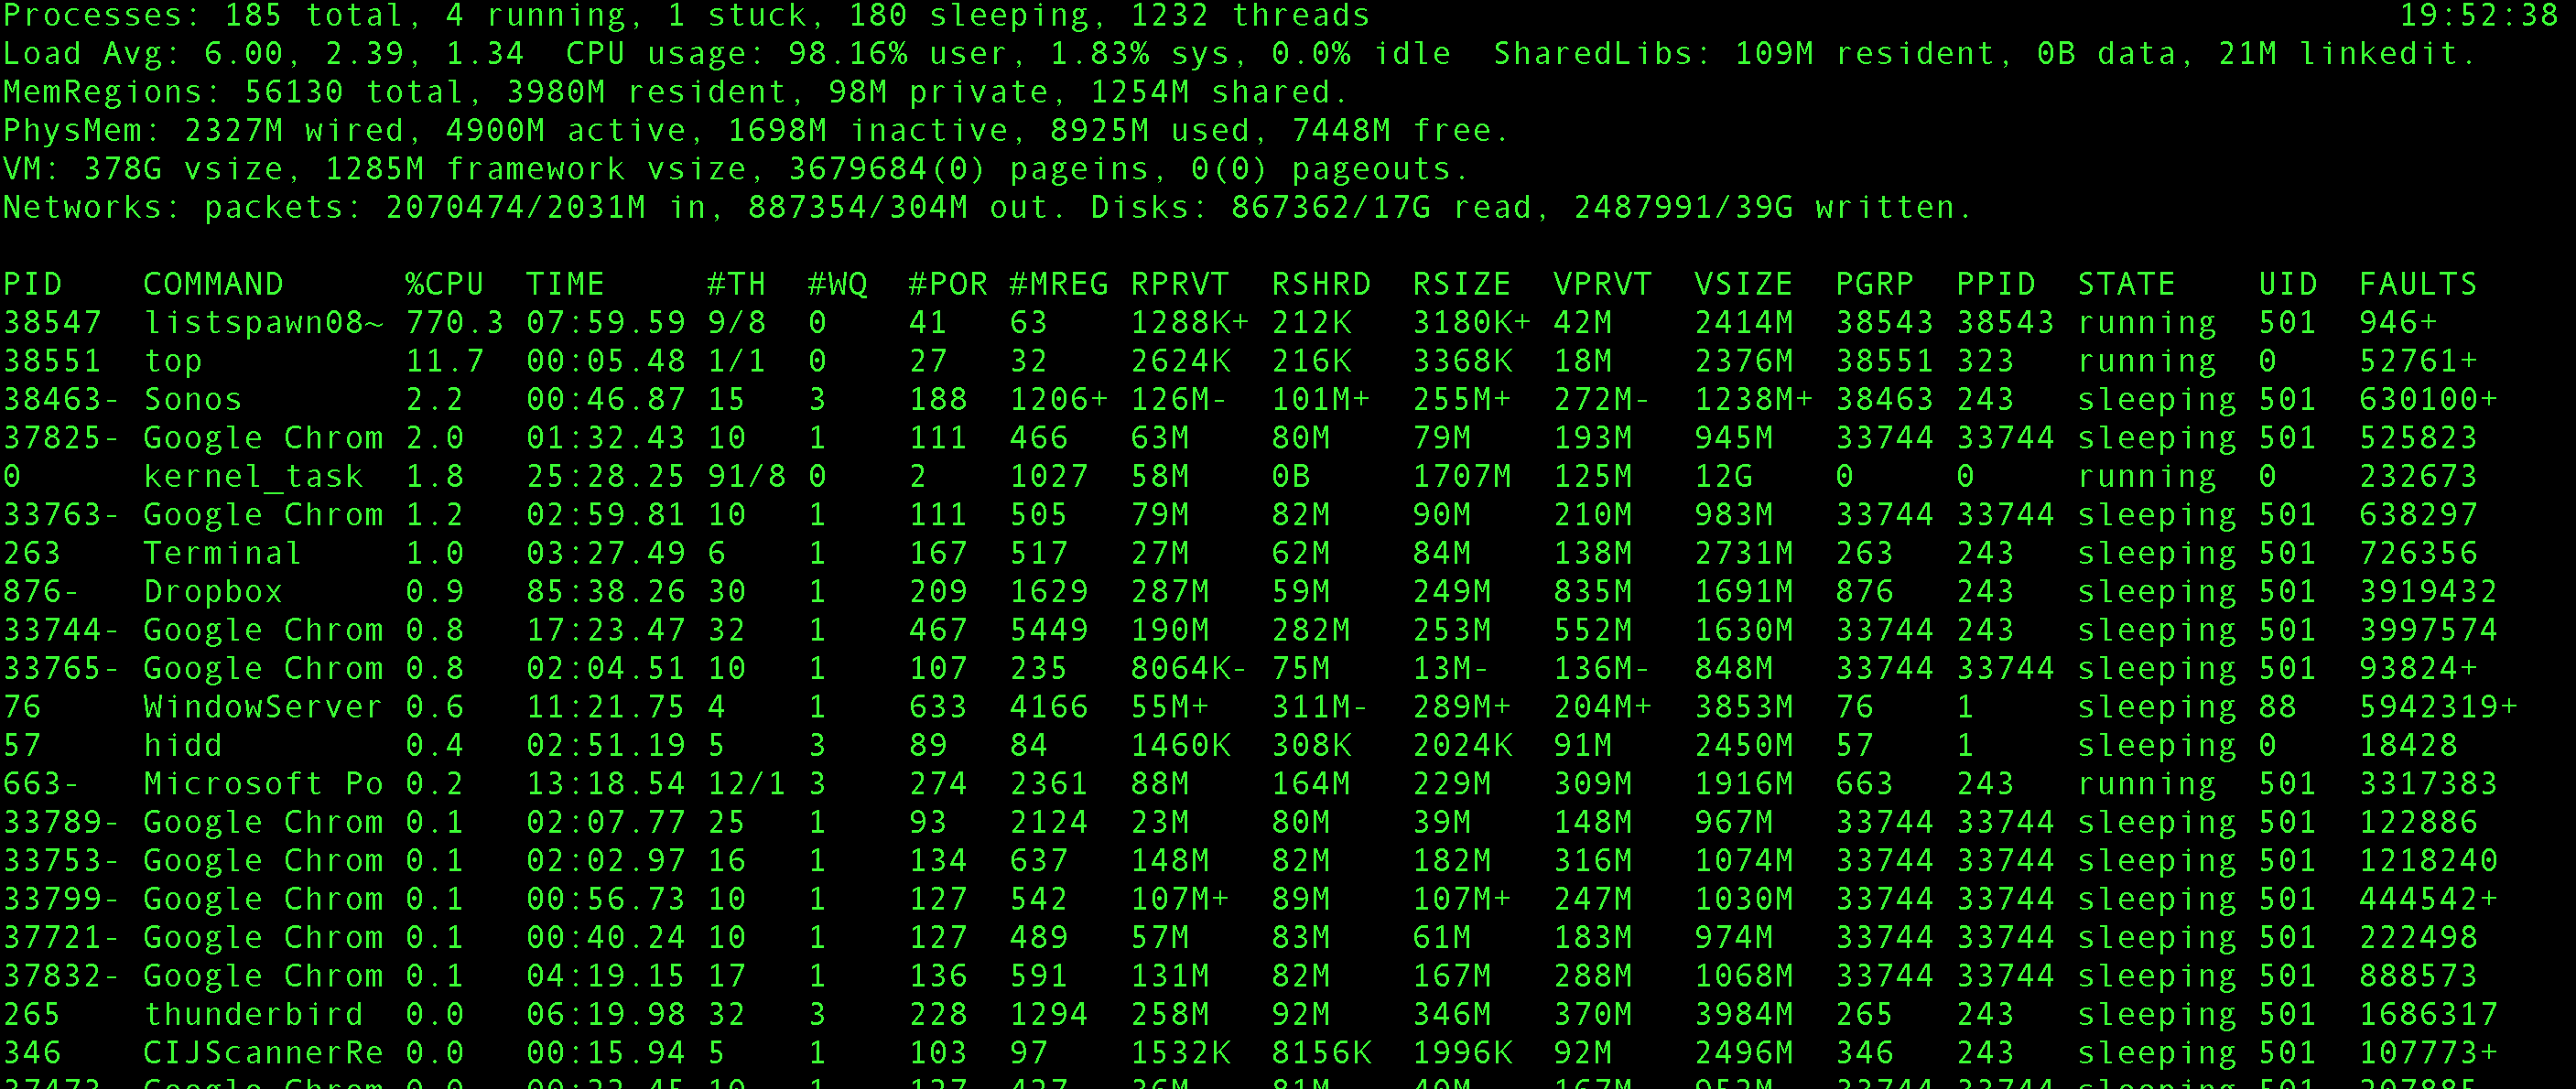 Processes: 185 total, 4 running, 1 stuck, 180 sleeping, 1232 threads 19:52:38
Load Avg: 6.00, 2.39, 1.34 CPU usage: 98.16% user, 1.83% sys, 0.0% idle SharedLibs: 109M resident, 0B data, 21M linkedit.
MemRegions: 56130 total, 3980M resident, 98M private, 1254M shared.
PhysMem: 2327M wired, 4900M active, 1698M inactive, 8925M used, 7448M free.
VM: 378G vsize, 1285M framework vsize, 3679684(0) pageins, 0(0) pageouts.
Networks: packets: 2070474/2031M in, 887354/304M out. Disks: 867362/17G read, 2487991/39G written.
PID COMMAND %CPU TIME #TH #WQ #POR #MREG RPRVT RSHRD RSIZE VPRVT VSIZE PGRP PPID STATE UID FAULTS
38547 listspawn08~ 770.3 07:59.59 9/8 0 41 63 1288K+ 212K 3180K+ 42M 2414M 38543 38543 running 501 946+
38551 top 11.7 00:05.48 1/1 0 27 32 2624K 216K 3368K 18M 2376M 38551 323 running 0 52761+
38463- Sonos 2.2 00:46.87 15 3 188 1206+ 126M- 101M+ 255M+ 272M- 1238M+ 38463 243 sleeping 501 630100+
37825- Google Chrom 2.0 01:32.43 10 1 111 466 63M 80M 79M 193M 945M 33744 33744 sleeping 501 525823
0 kernel_task 1.8 25:28.25 91/8 0 2 1027 58M 0B 1707M 125M 12G 0 0 running 0 232673
33763- Google Chrom 1.2 02:59.81 10 1 111 505 79M 82M 90M 210M 983M 33744 33744 sleeping 501 638297
263 Terminal 1.0 03:27.49 6 1 167 517 27M 62M 84M 138M 2731M 263 243 sleeping 501 726356
876- Dropbox 0.9 85:38.26 30 1 209 1629 287M 59M 249M 835M 1691M 876 243 sleeping 501 3919432
33744- Google Chrom 0.8 17:23.47 32 1 467 5449 190M 282M 253M 552M 1630M 33744 243 sleeping 501 3997574
33765- Google Chrom 0.8 02:04.51 10 1 107 235 8064K- 75M 13M- 136M- 848M 33744 33744 sleeping 501 93824+
76 WindowServer 0.6 11:21.75 4 1 633 4166 55M+ 311M- 289M+ 204M+ 3853M 76 1 sleeping 88 5942319+
57 hidd 0.4 02:51.19 5 3 89 84 1460K 308K 2024K 91M 2450M 57 1 sleeping 0 18428
663- Microsoft Po 0.2 13:18.54 12/1 3 274 2361 88M 164M 229M 309M 1916M 663 243 running 501 3317383
33789- Google Chrom 0.1 02:07.77 25 1 93 2124 23M 80M 39M 148M 967M 33744 33744 sleeping 501 122886
33753- Google Chrom 0.1 02:02.97 16 1 134 637 148M 82M 182M 316M 1074M 33744 33744 sleeping 501 1218240
33799- Google Chrom 0.1 00:56.73 10 1 127 542 107M+ 89M 107M+ 247M 1030M 33744 33744 sleeping 501 444542+
37721- Google Chrom 0.1 00:40.24 10 1 127 489 57M 83M 61M 183M 974M 33744 33744 sleeping 501 222498
37832- Google Chrom 0.1 04:19.15 17 1 136 591 131M 82M 167M 288M 1068M 33744 33744 sleeping 501 888573
265 thunderbird 0.0 06:19.98 32 3 228 1294 258M 92M 346M 370M 3984M 265 243 sleeping 501 1686317
346 CIJScannerRe 0.0 00:15.94 5 1 103 97 1532K 8156K 1996K 92M 2496M 346 243 sleeping 501 107773+
Google Chrom 0.0 10 1 33744 33744 sleeping 501